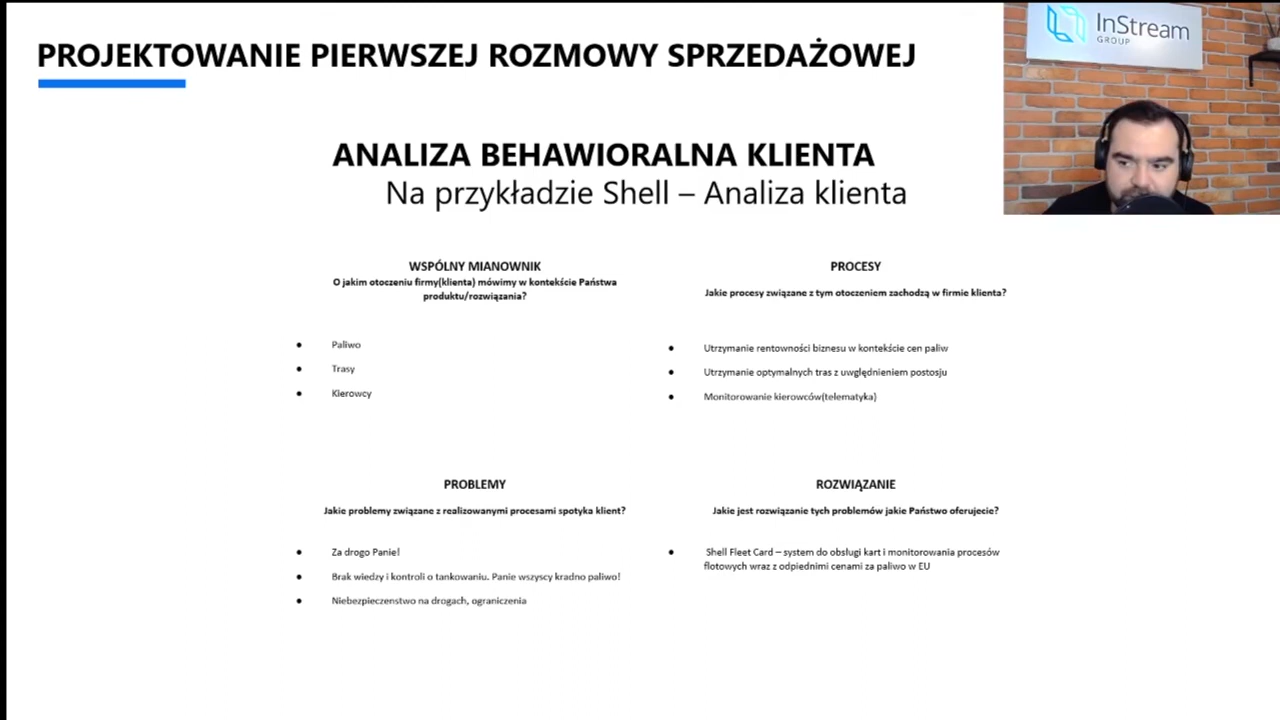 PROJEKTOWANIE PIERWSZEJ ROZMOWY SPRZEDAŻOWEJ
InStream
GROUP
ANALIZA BEHAWIORALNA KLIENTA
Na przykładzie Shell – Analiza klienta
WSPÓLNY MIANOWNIK
O jakim otoczeniu firmy(klienta) mówimy w kontekście Państwa
produktu/rozwiązania?
● Paliwo
● Trasy
● Kierowcy
PROCESY
Jakie procesy związane z tym otoczeniem zachodzą w firmie klienta?
● Utrzymanie rentowności biznesu w kontekście cen paliw
● Utrzymanie optymalnych tras z uwględnieniem postosju
● Monitorowanie kierowców(telematyka)
PROBLEMY
Jakie problemy związane z realizowanymi procesami spotyka klient?
● Za drogo Panie!
● Brak wiedzy i kontroli o tankowaniu. Panie wszyscy kradno paliwo!
● Niebezpieczenstwo na drogach, ograniczenia
ROZWIĄZANIE
Jakie jest rozwiązanie tych problemów jakie Państwo oferujecie?
● Shell Fleet Card – system do obsługi kart i monitorowania procesów
flotowych wraz z odpiednimi cenami za paliwo w EU